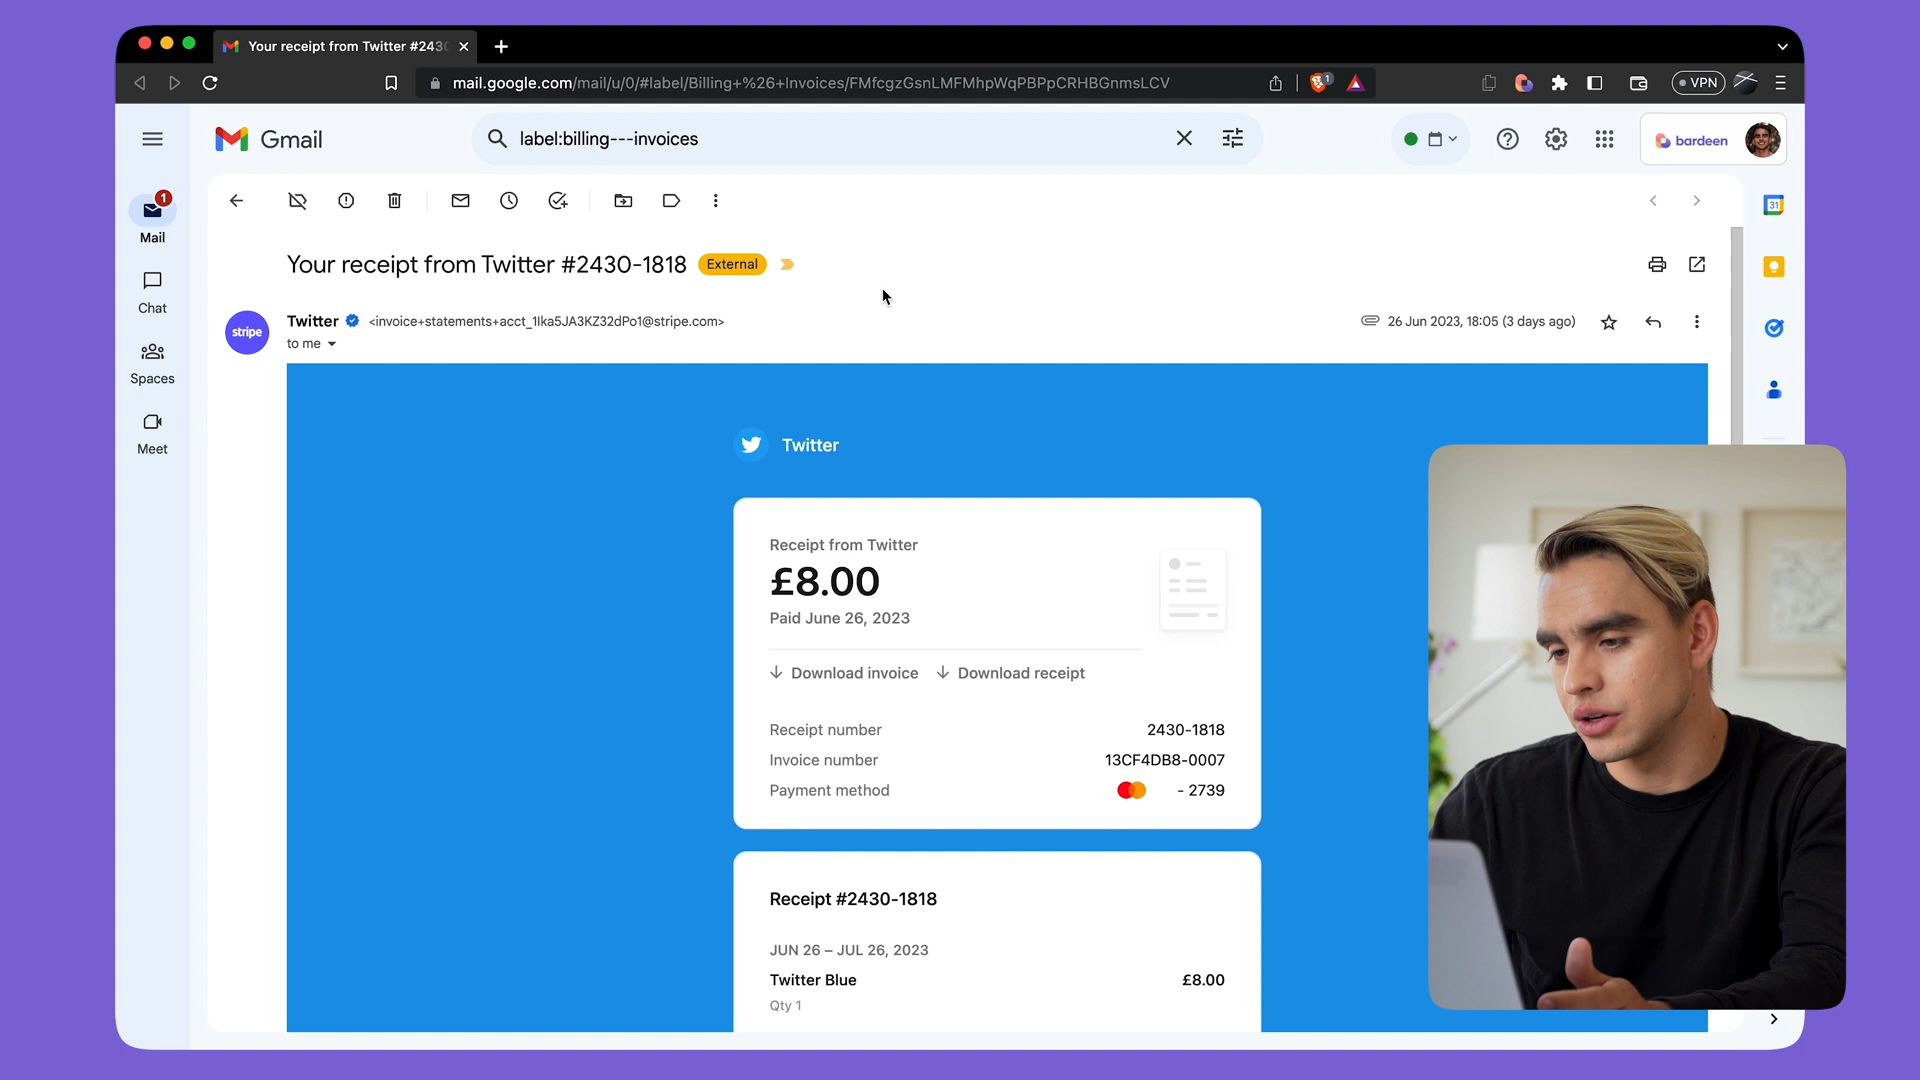 Your receipt from Twitter #243
mail.google.com/mail/u/0/#label/Billing+%26+Invoices/FMfcgzGsnLMFMhpWqPBPpCRHBGnmsLCV
1
VPN
Gmail
label:billing---invoices
bardeen
1
Mail
Chat
Spaces
Meet
31
Your receipt from Twitter #2430-1818 External
stripe
Twitter <invoice+statements+acct_1Ika5JA3KZ32dPo1@stripe.com>
26 Jun 2023, 18:05 (3 days ago)
to me
Twitter
Receipt from Twitter
£8.00
Paid June 26, 2023
Download invoice Download receipt
Receipt number 2430-1818
Invoice number 13CF4DB8-0007
Payment method - 2739
Receipt #2430-1818
JUN 26 – JUL 26, 2023
Twitter Blue £8.00
Qty 1